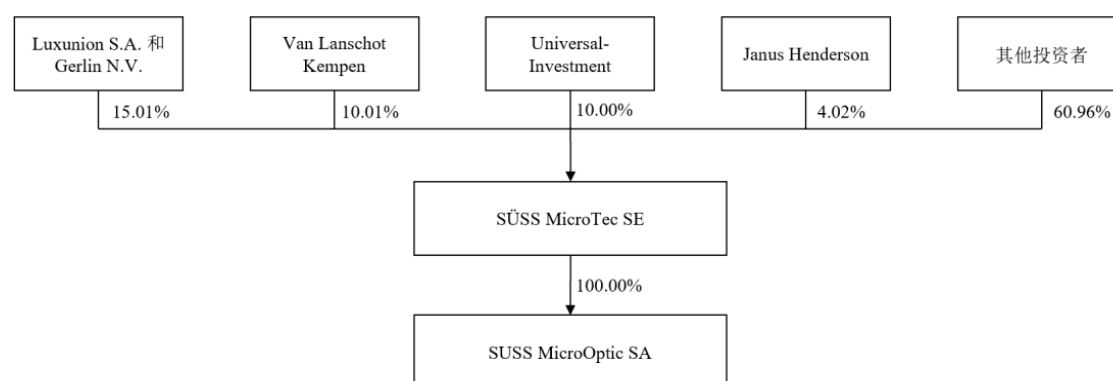 Luxunion S.A. 和
Gerlin N.V.
Van Lanschot
Kempen
Universal-
Investment
Janus Henderson
其他投资者
15.01%
10.01%
10.00%
4.02%
60.96%
SÜSS MicroTec SE
100.00%
SUSS MicroOptic SA